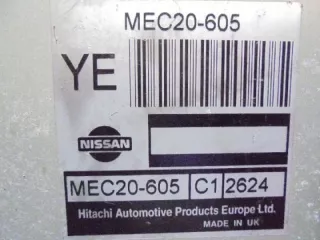 MEC20-605
YE
NISSAN
MEC20-605 C1 2624
Hitachi Automotive Products Europe Ltd.
MADE IN UK